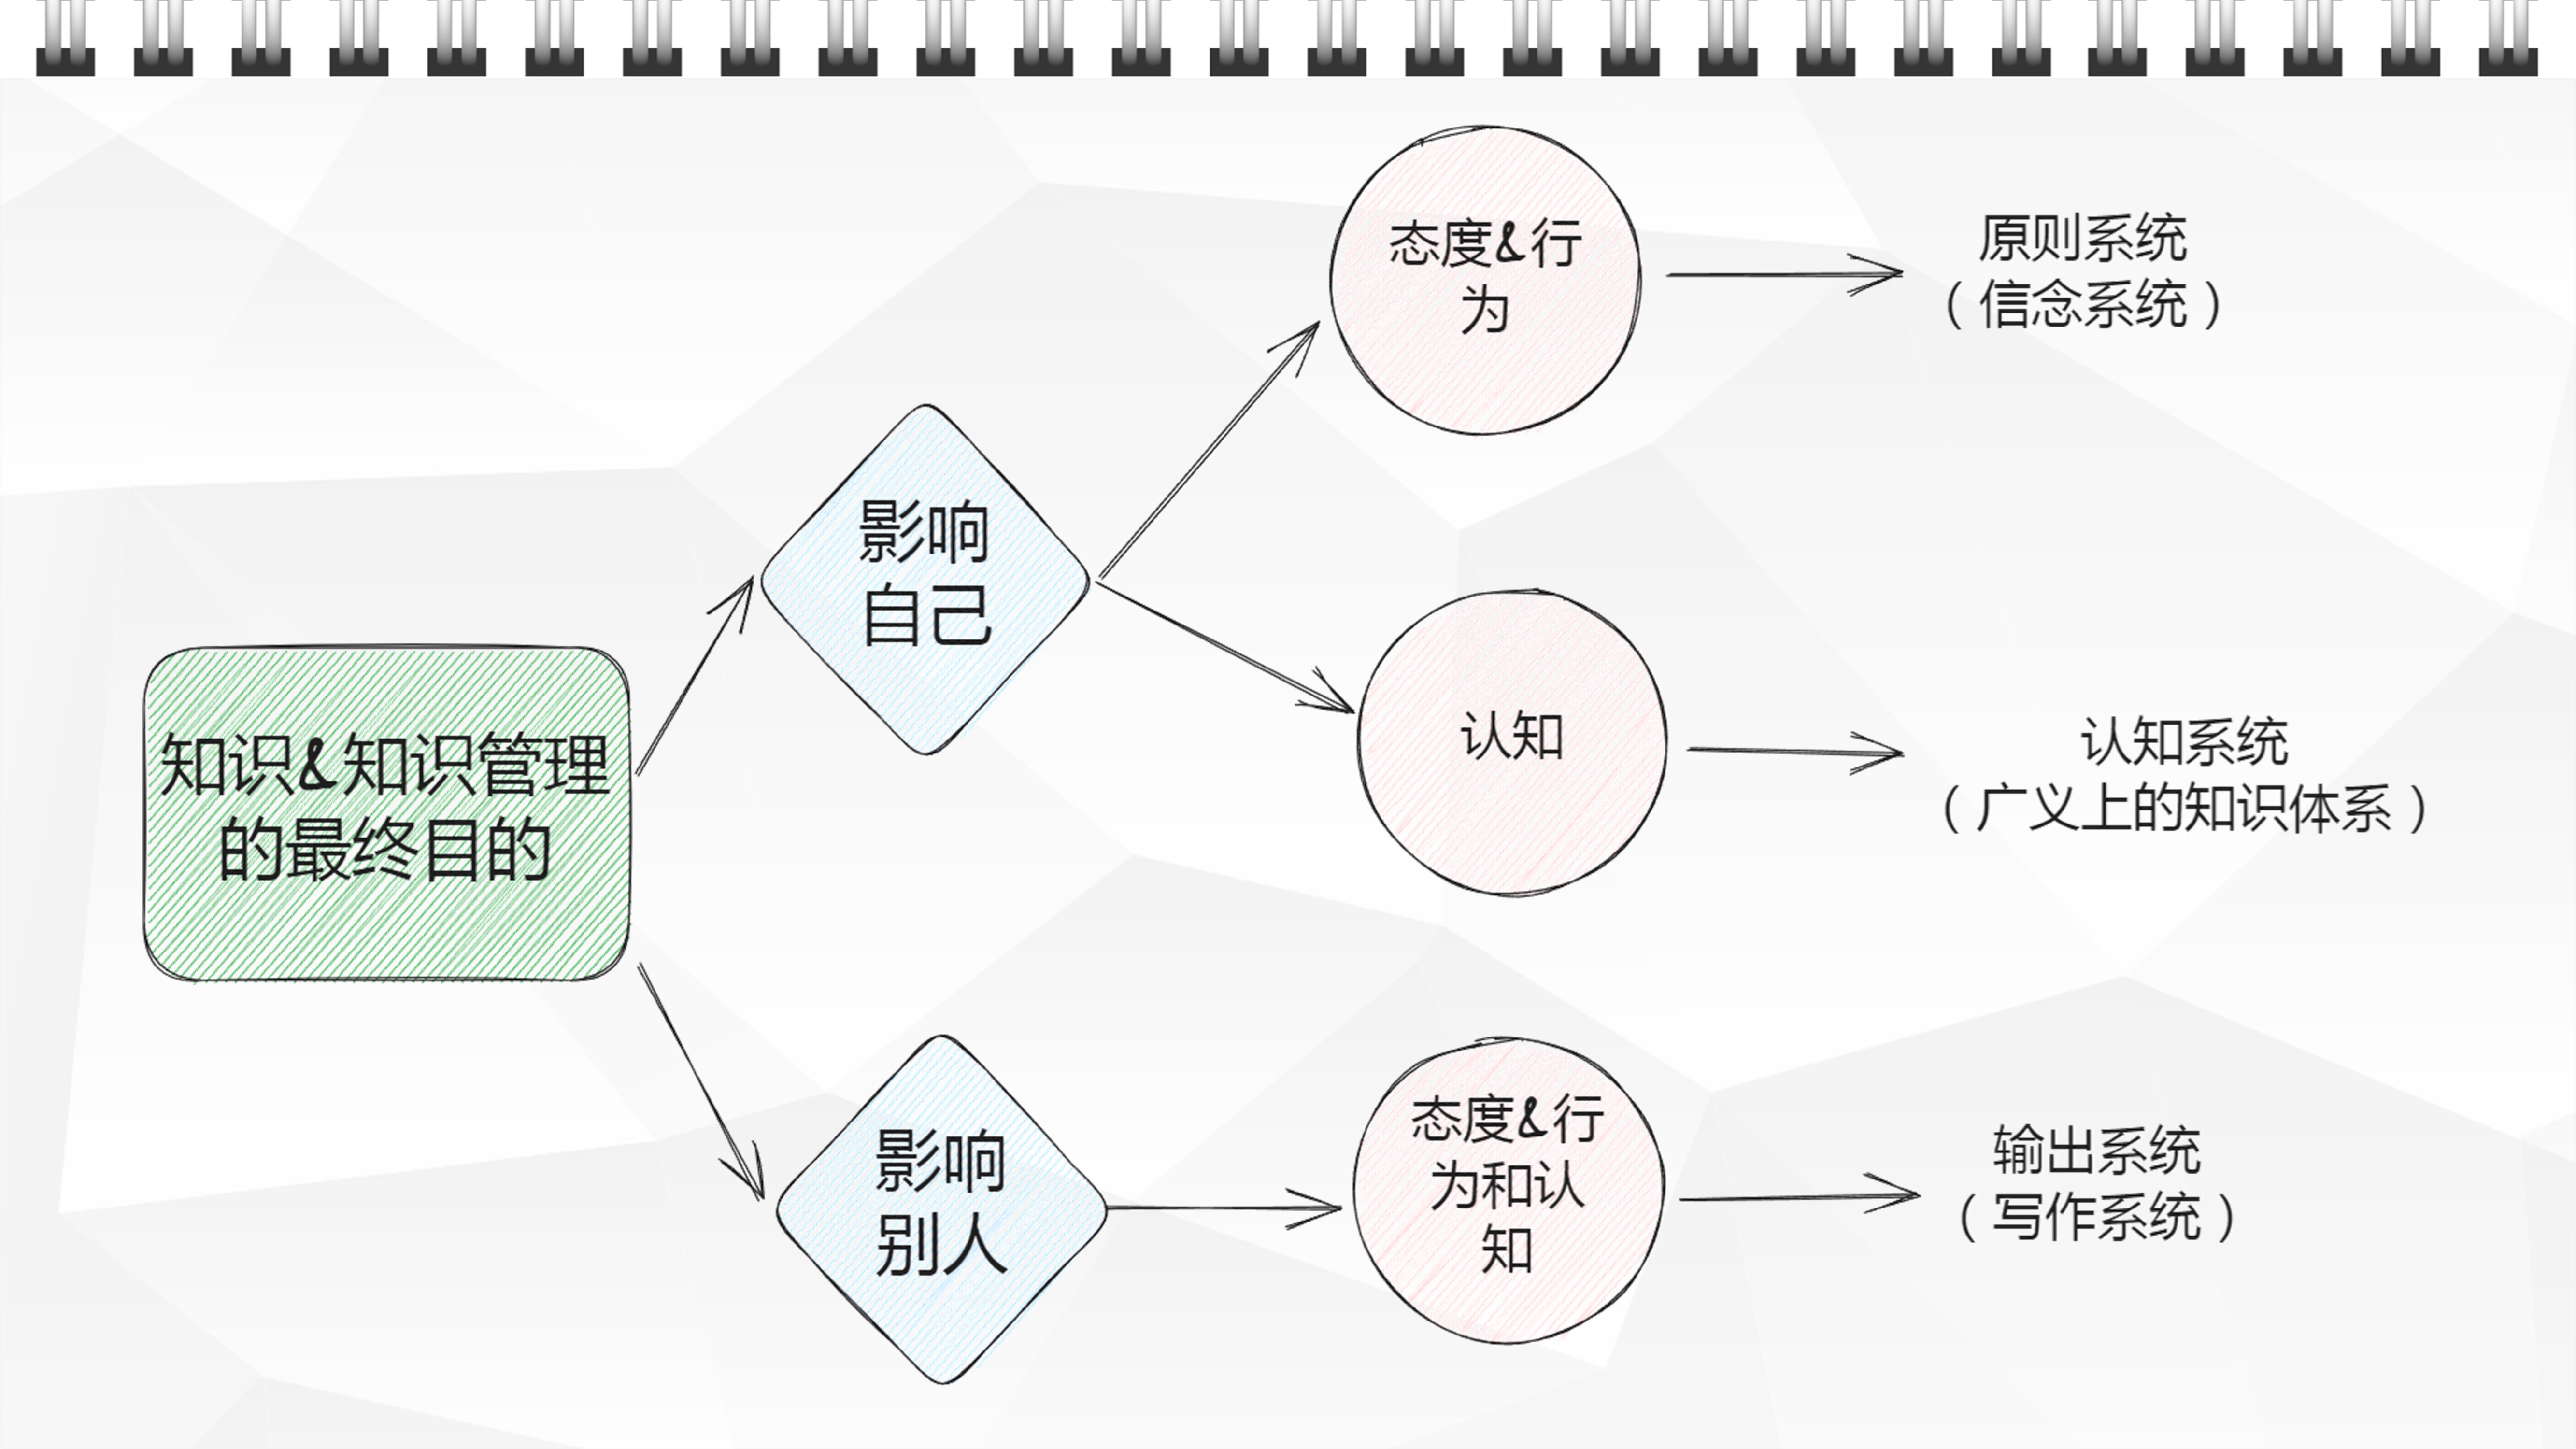 态度&行
为
原则系统
（信念系统）
影响
自己
知识&知识管理
的最终目的
认知
认知系统
（广义上的知识体系）
影响
别人
态度&行
为和认
知
输出系统
（写作系统）